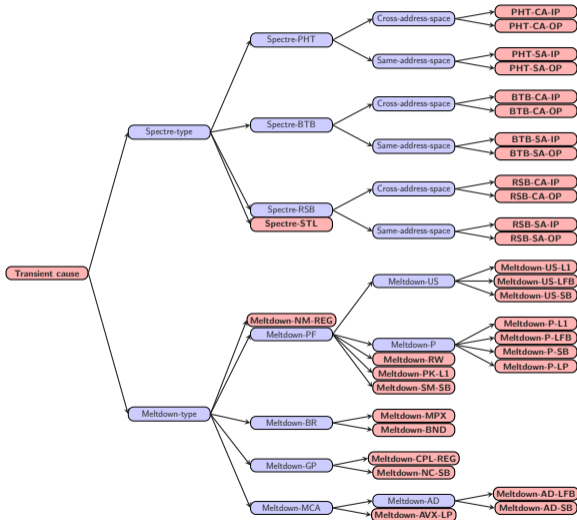 PHT-CA-IP
Cross-address-space
PHT-CA-OP
Spectre-PHT
PHT-SA-IP
Same-address-space
PHT-SA-OP
BTB-CA-IP
Cross-address-space
BTB-CA-OP
Spectre-type
Spectre-BTB
BTB-SA-IP
Same-address-space
BTB-SA-OP
RSB-CA-IP
Cross-address-space
RSB-CA-OP
Spectre-RSB
Spectre-STL
RSB-SA-IP
Same-address-space
RSB-SA-OP
Transient cause
Meltdown-US-L1
Meltdown-US
Meltdown-US-LFB
Meltdown-US-SB
Meltdown-NM-REG
Meltdown-PF
Meltdown-P-L1
Meltdown-P-LFB
Meltdown-P
Meltdown-P-SB
Meltdown-RW
Meltdown-P-LP
Meltdown-PK-L1
Meltdown-SM-SB
Meltdown-type
Meltdown-BR
Meltdown-MPX
Meltdown-BND
Meltdown-GP
Meltdown-CPL-REG
Meltdown-NC-SB
Meltdown-MCA
Meltdown-AD
Meltdown-AD-LFB
Meltdown-AD-SB
Meltdown-AVX-LP